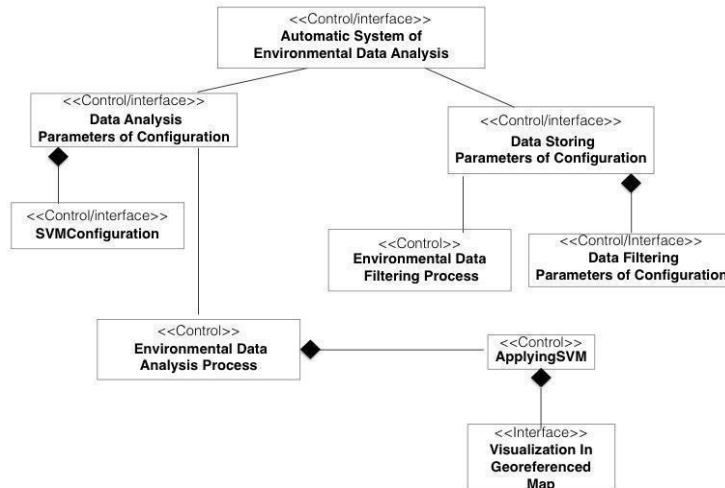 <<Control/interface>>
Automatic System of
Environmental Data Analysis
<<Control/interface>>
Data Analysis
Parameters of Configuration
<<Control/interface>>
Data Storing
Parameters of Configuration
<<Control/interface>>
SVMConfiguration
<<Control>>
Environmental Data
Filtering Process
<<Control/Interface>>
Data Filtering
Parameters of Configuration
<<Control>>
Environmental Data
Analysis Process
<<Control>>
ApplyingSVM
<<Interface>>
Visualization In
Georeferenced
Map